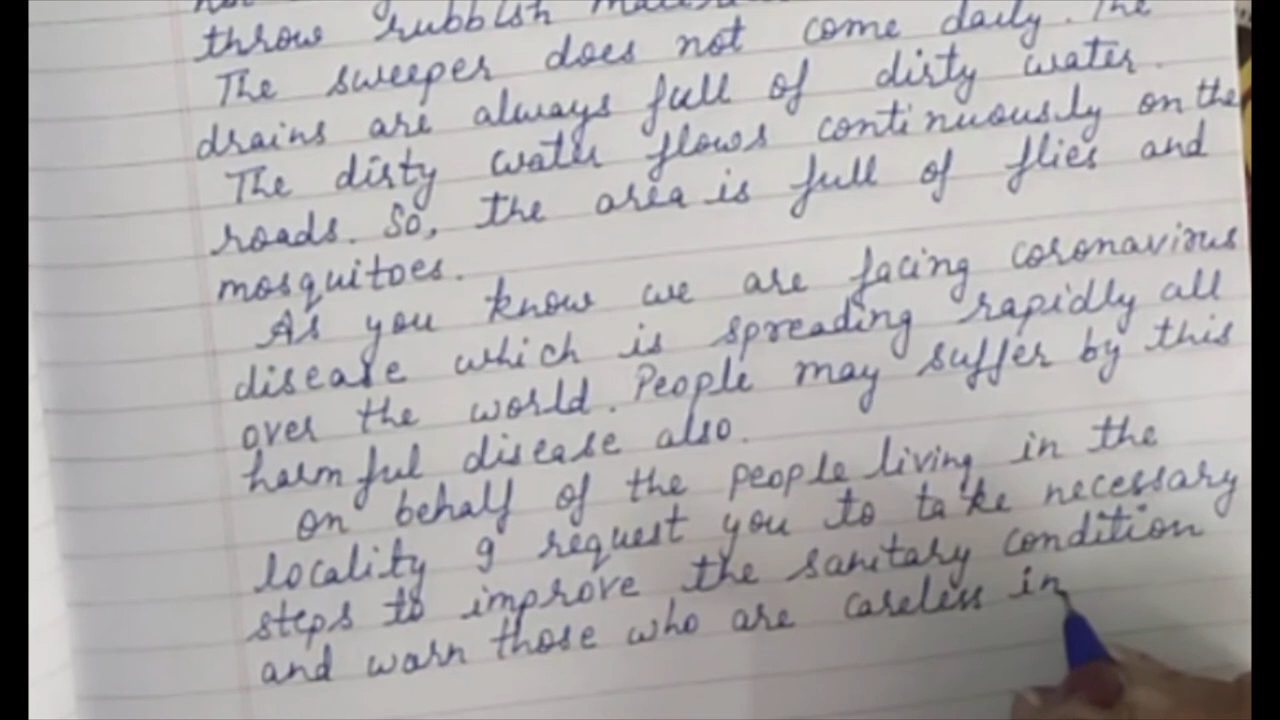 throw rubbish
The sweeper does not come daily. The
drains are always full of dirty water.
The dirty water flows continuously on the
roads. So, the area is full of flies and
mosquitoes.
As you know we are facing coronavirus
disease which is spreading rapidly all
over the world. People may suffer by this
harmful disease also.
On behalf of the people living in the
locality I request you to take necessary
steps to improve the sanitary condition
and warn those who are careless in